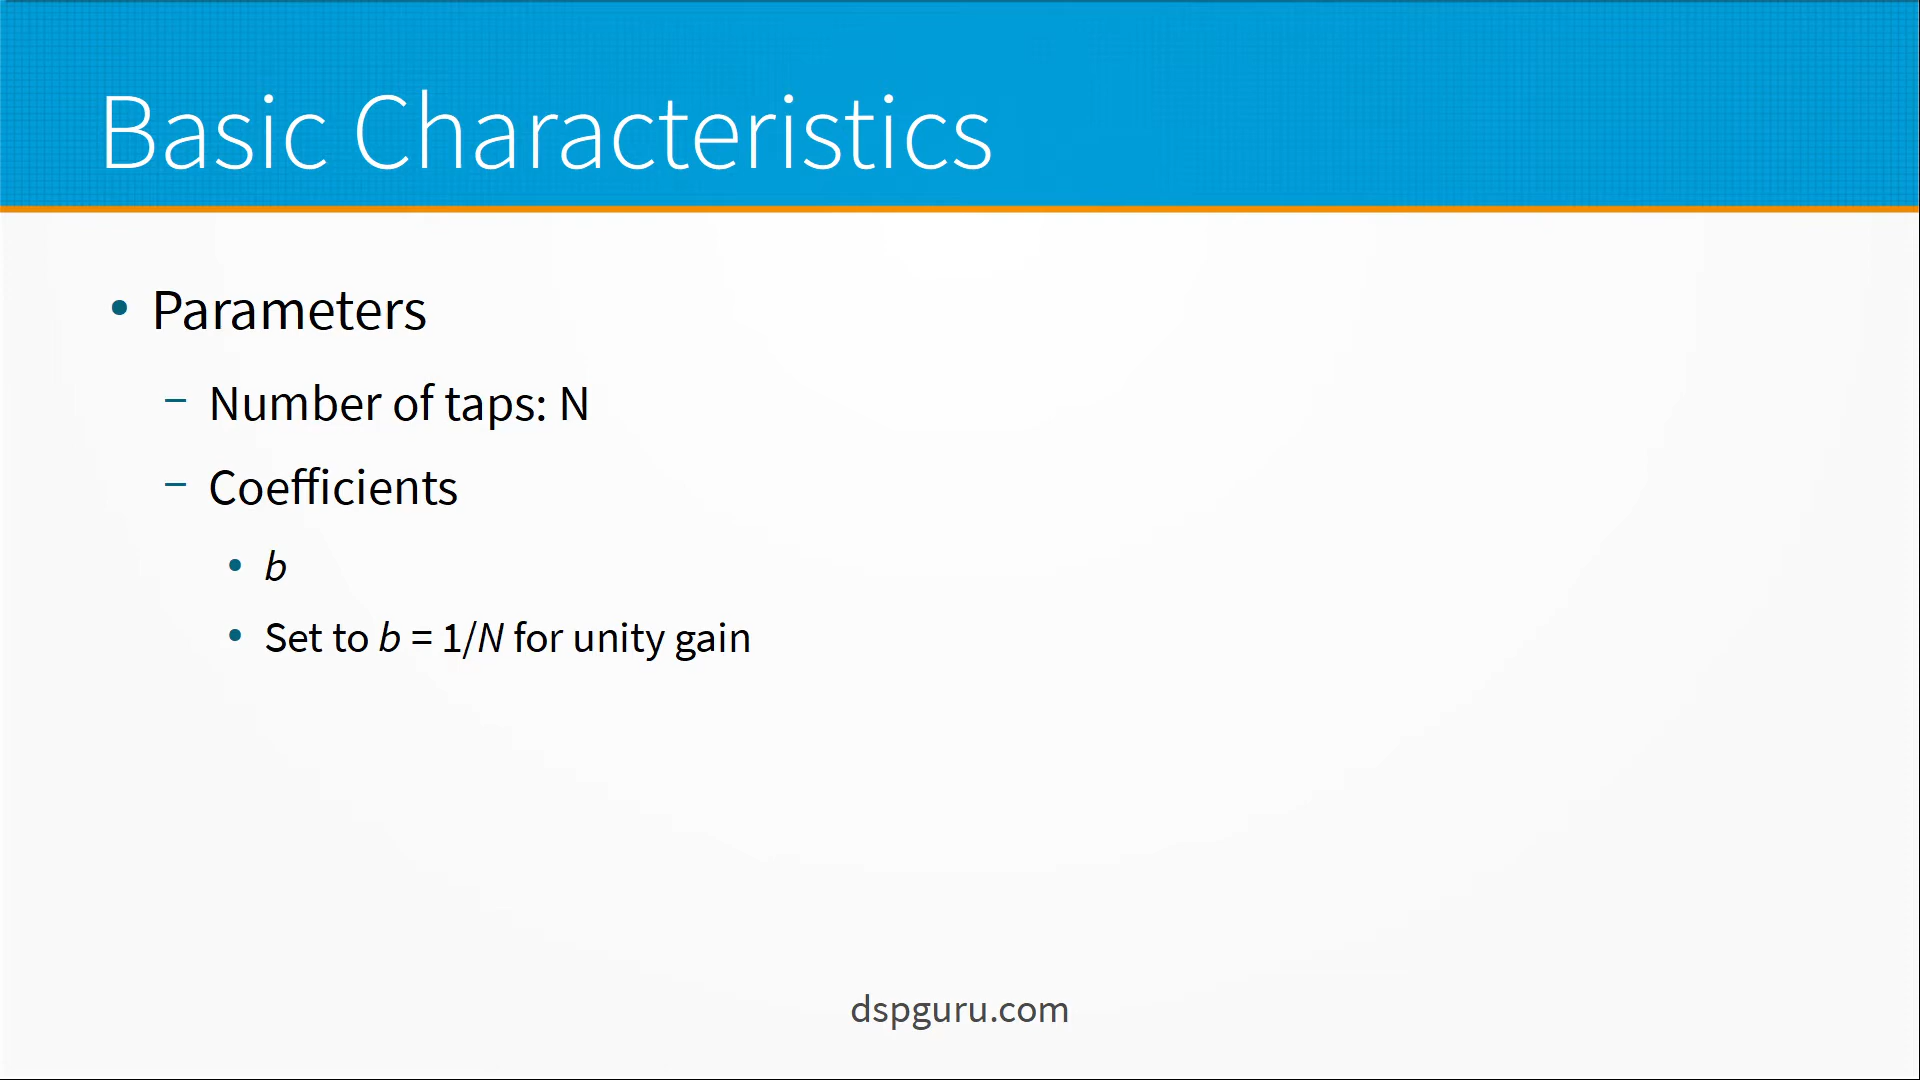 Basic Characteristics
• Parameters
– Number of taps: N
– Coefficients
• b
• Set to b = 1/N for unity gain
dspguru.com